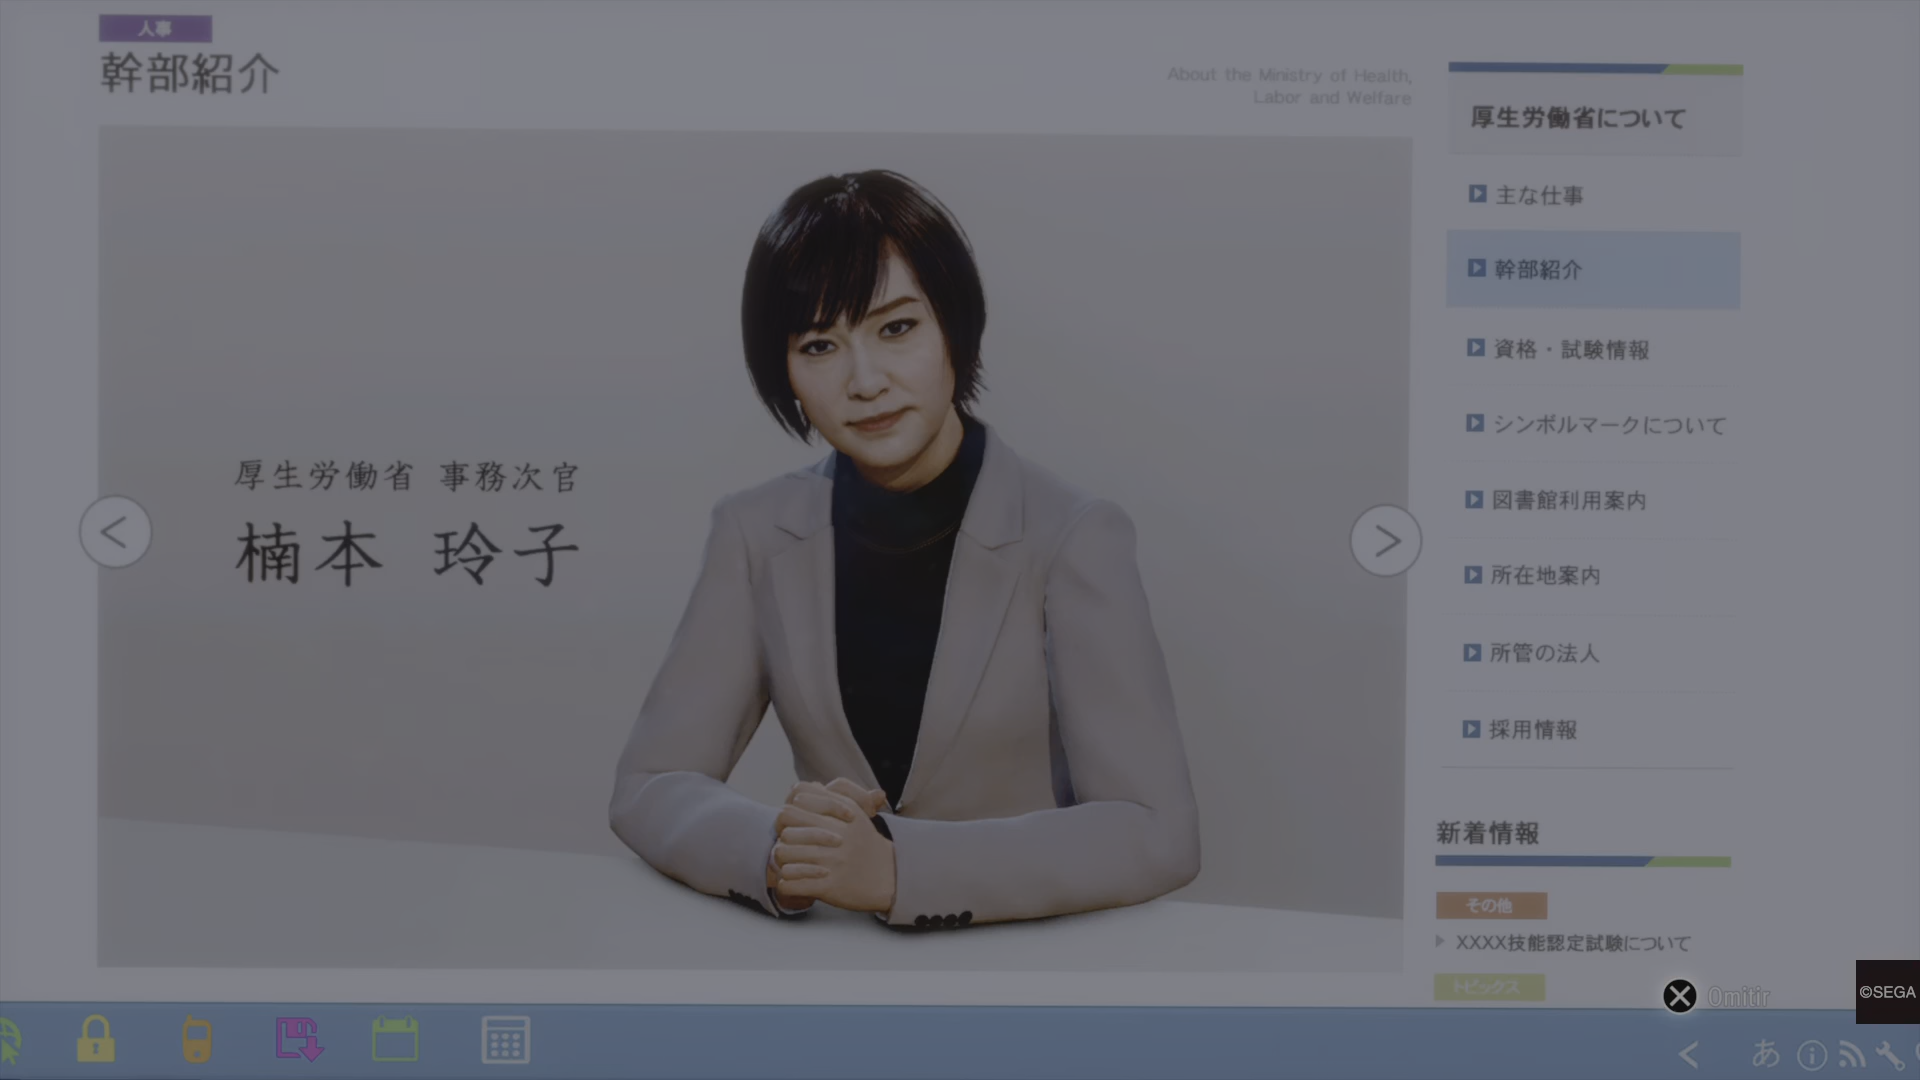 人事
幹部紹介
About the Ministry of Health,
Labor and Welfare
厚生労働省 事務次官
楠本 玲子
厚生労働省について
主な仕事
幹部紹介
資格・試験情報
シンボルマークについて
図書館利用案内
所在地案内
所管の法人
採用情報
新着情報
その他
XXXX技能認定試験について
トピックス
Omitir
©SEGA
あ